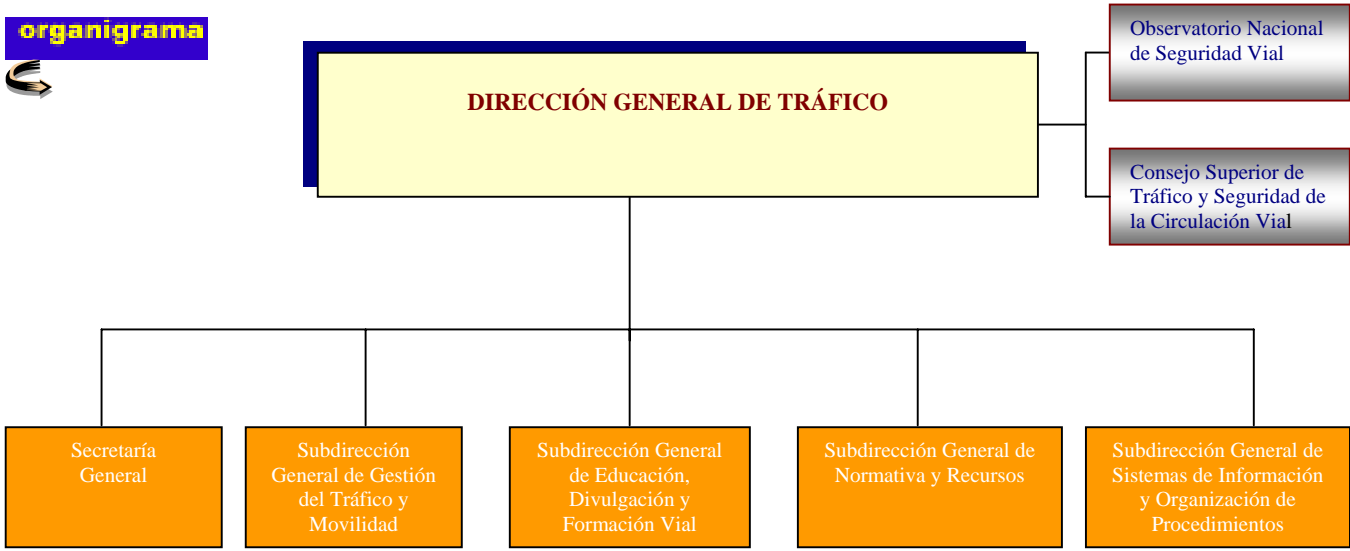 organigrama
Observatorio Nacional
de Seguridad Vial
DIRECCIÓN GENERAL DE TRÁFICO
Consejo Superior de
Tráfico y Seguridad de
la Circulación Vial
Secretaría
General
Subdirección
General de Gestión
del Tráfico y
Movilidad
Subdirección General
de Educación,
Divulgación y
Formación Vial
Subdirección General de
Normativa y Recursos
Subdirección General de
Sistemas de Información
y Organización de
Procedimientos